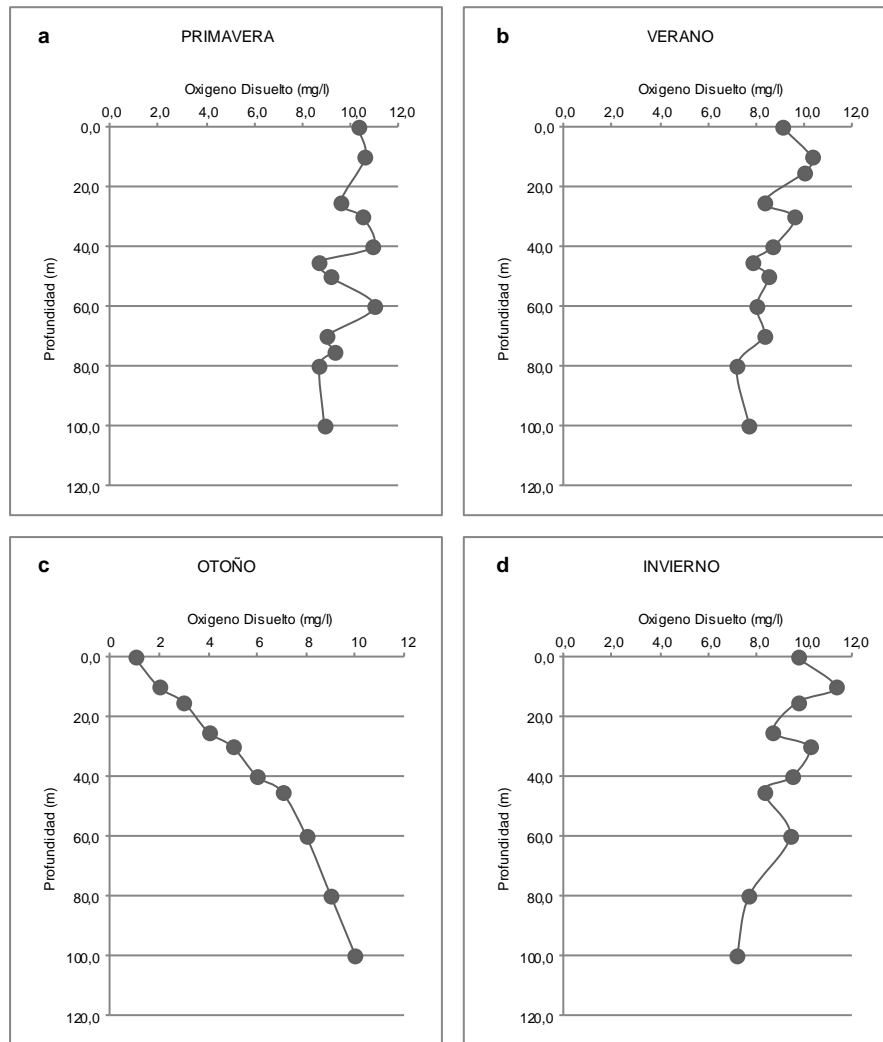 a
PRIMAVERA
Oxigeno Disuelto (mg/l)
0,0 2,0 4,0 6,0 8,0 10,0 12,0
0,0
20,0
40,0
60,0
80,0
100,0
120,0
Profundidad (m)
b
VERANO
Oxigeno Disuelto (mg/l)
0,0 2,0 4,0 6,0 8,0 10,0 12,0
0,0
20,0
40,0
60,0
80,0
100,0
120,0
Profundidad (m)
c
OTOÑO
Oxigeno Disuelto (mg/l)
0 2 4 6 8 10 12
0,0
20,0
40,0
60,0
80,0
100,0
120,0
Profundidad (m)
d
INVIERNO
Oxigeno Disuelto (mg/l)
0,0 2,0 4,0 6,0 8,0 10,0 12,0
0,0
20,0
40,0
60,0
80,0
100,0
120,0
Profundidad (m)